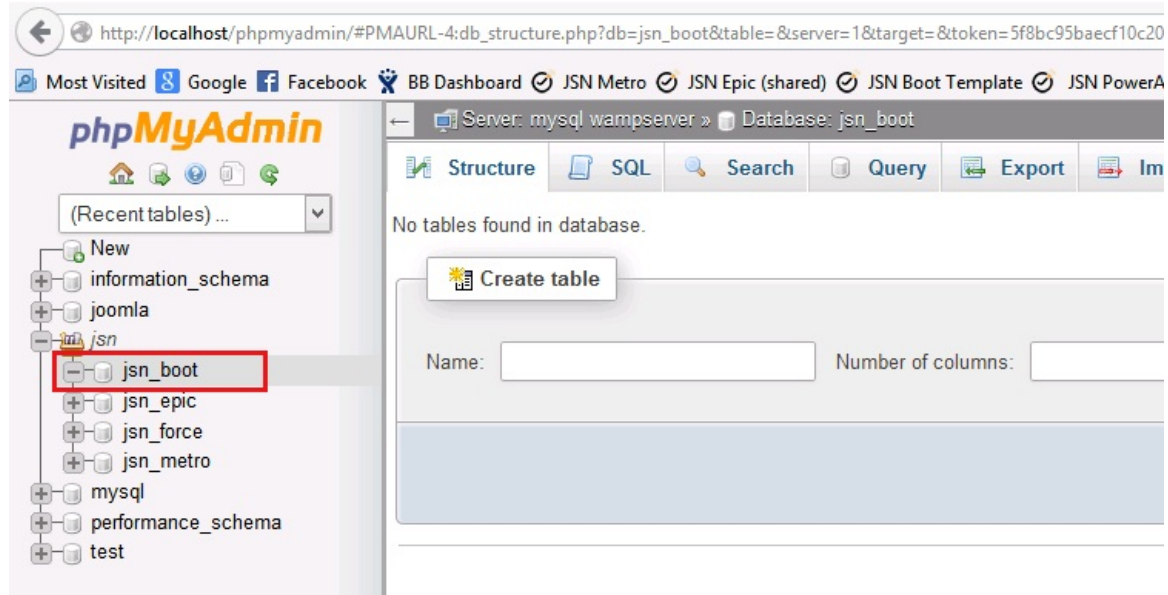 http://localhost/phpmyadmin/#PMAURL-4:db_structure.php?db=jsn_boot&table=&server=1&target=&token=5f8bc95baecf10c20
Most Visited Google Facebook BB Dashboard JSN Metro JSN Epic (shared) JSN Boot Template JSN PowerA
phpMyAdmin
(Recent tables) ...
New
information_schema
joomla
jsn
jsn_boot
jsn_epic
jsn_force
jsn_metro
mysql
performance_schema
test
← Server: mysql wampserver » Database: jsn_boot
Structure SQL Search Query Export Im
No tables found in database.
Create table
Name: Number of columns: